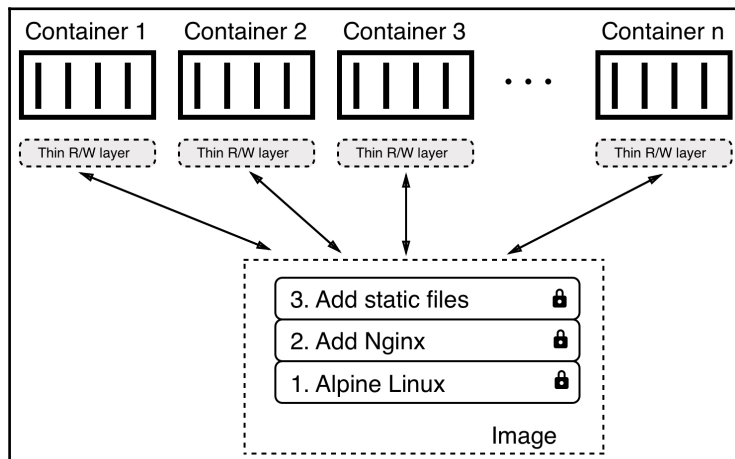 Container 1 Container 2 Container 3 Container n
. . .
Thin R/W layer Thin R/W layer Thin R/W layer Thin R/W layer
3. Add static files
2. Add Nginx
1. Alpine Linux
Image